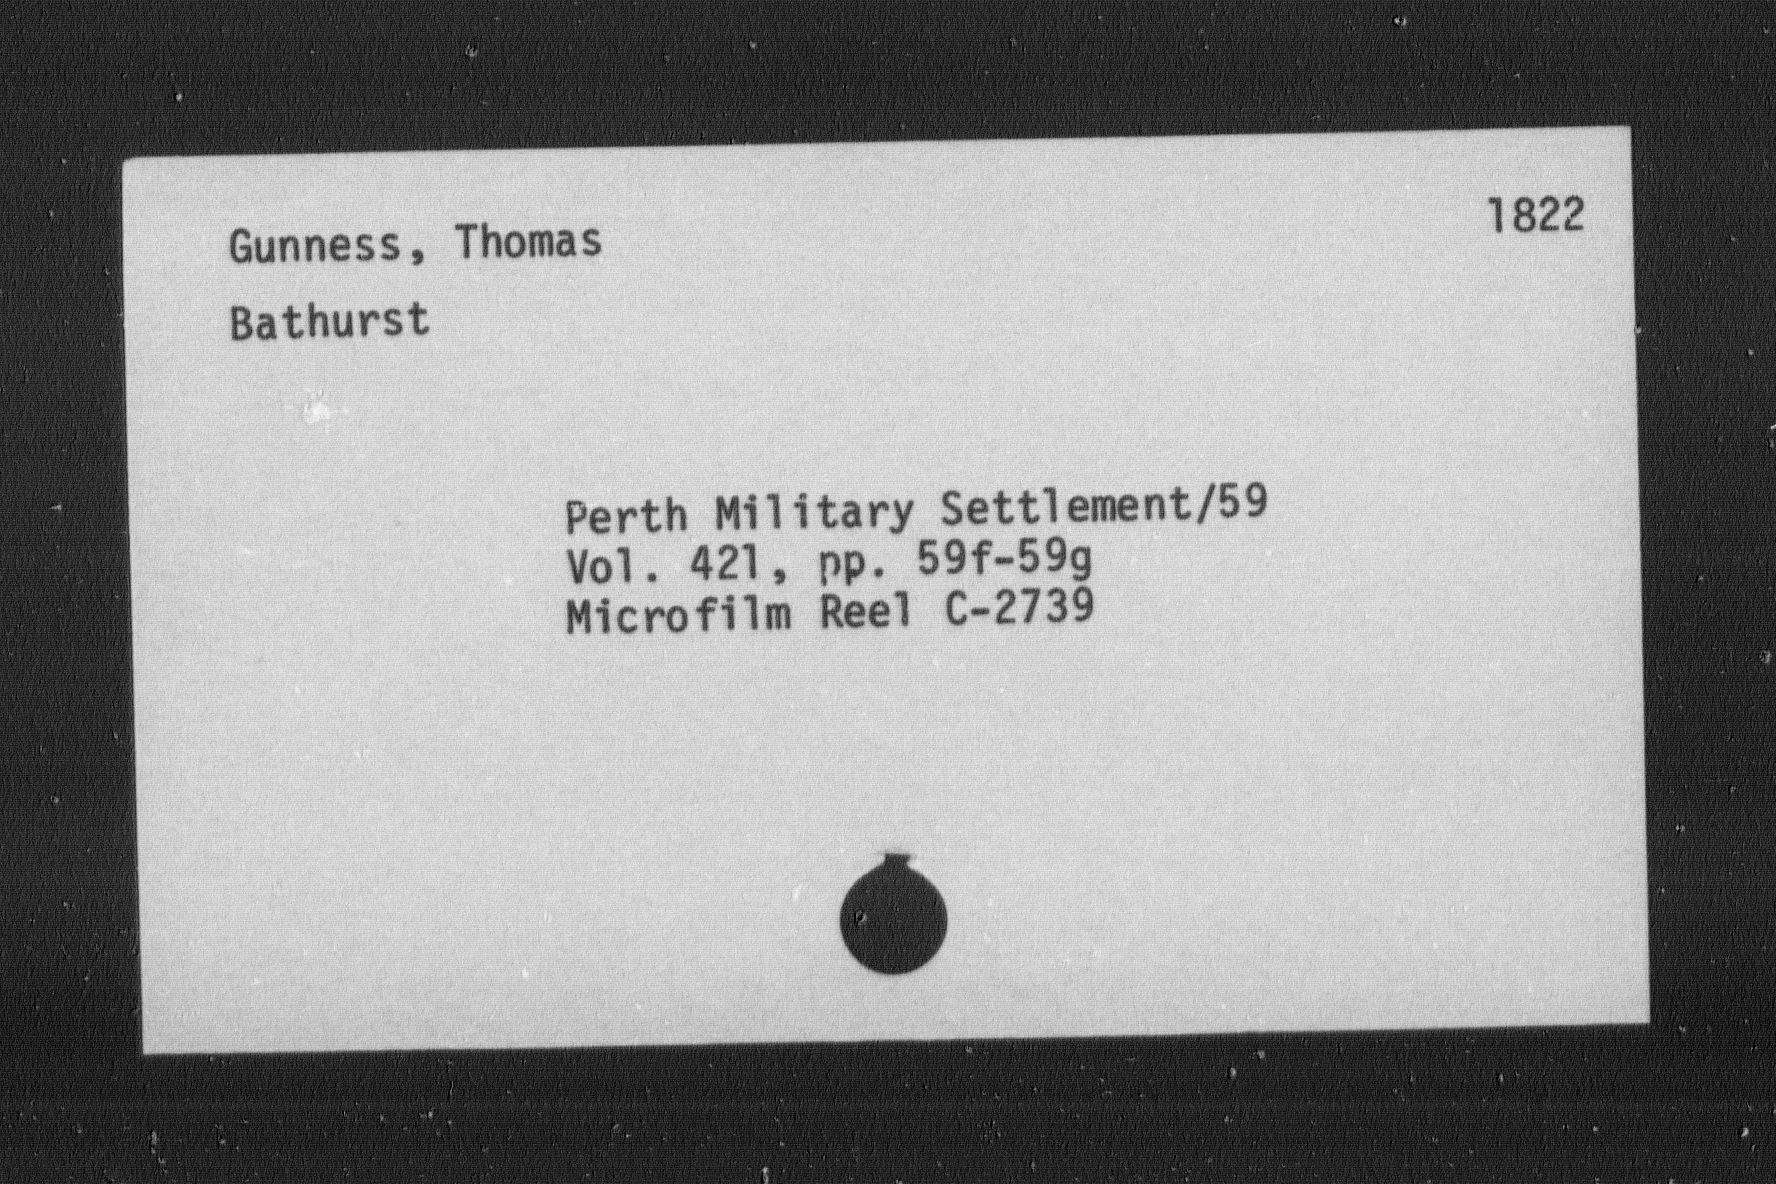 Gunness, Thomas
1822
Bathurst
Perth Military Settlement/59
Vol. 421, pp. 59f-59g
Microfilm Reel C-2739